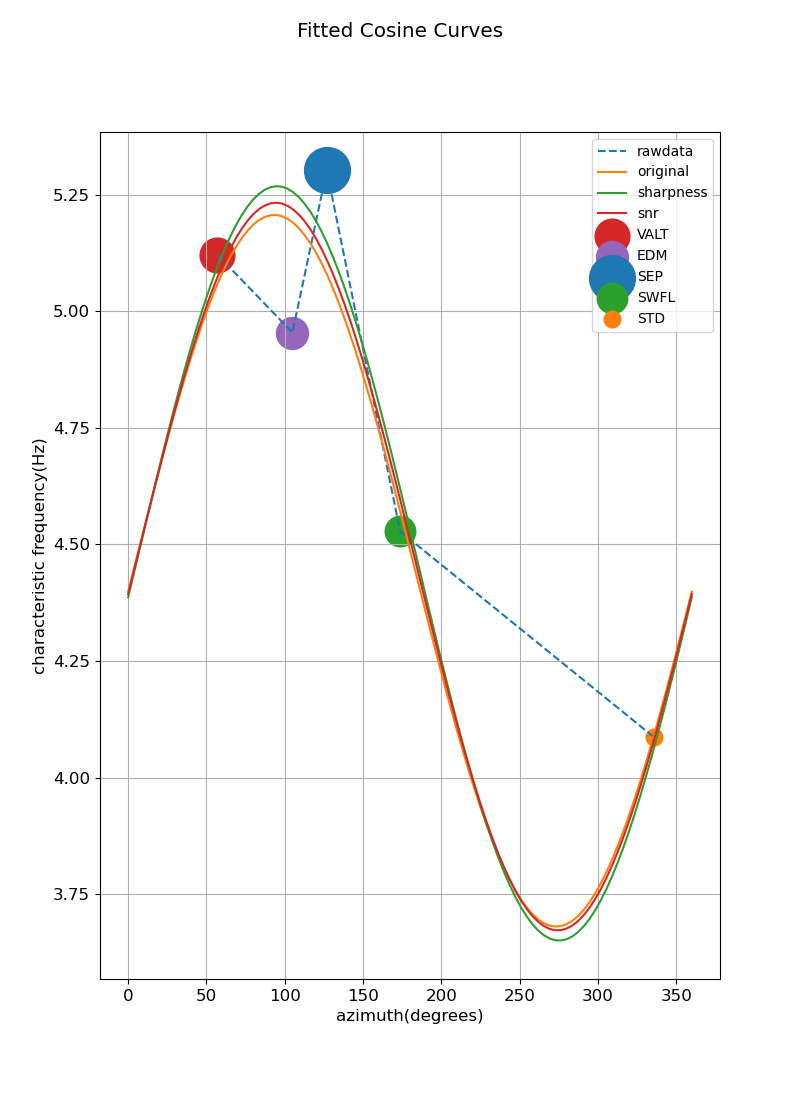 Fitted Cosine Curves
rawdata
original
sharpness
snr
VALT
EDM
SEP
SWFL
STD
5.25
5.00
4.75
4.50
4.25
4.00
3.75
characteristic frequency(Hz)
0 50 100 150 200 250 300 350
azimuth(degrees)